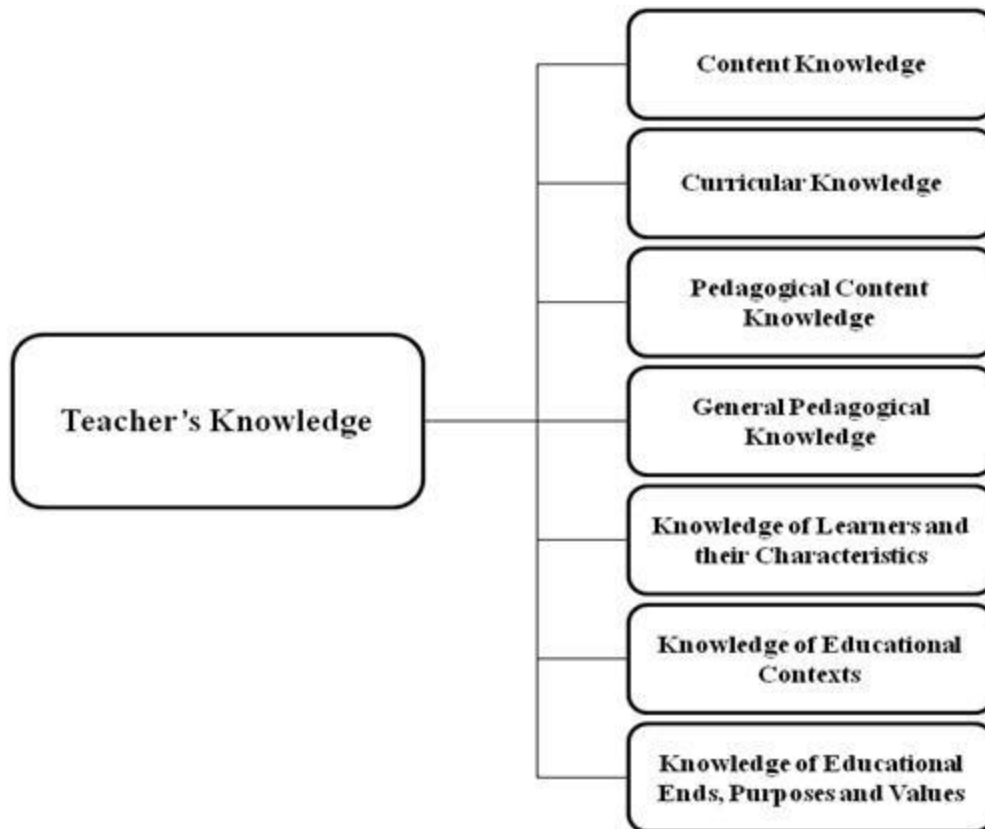 Content Knowledge
Curricular Knowledge
Pedagogical Content
Knowledge
Teacher’s Knowledge
General Pedagogical
Knowledge
Knowledge of Learners and
their Characteristics
Knowledge of Educational
Contexts
Knowledge of Educational
Ends, Purposes and Values